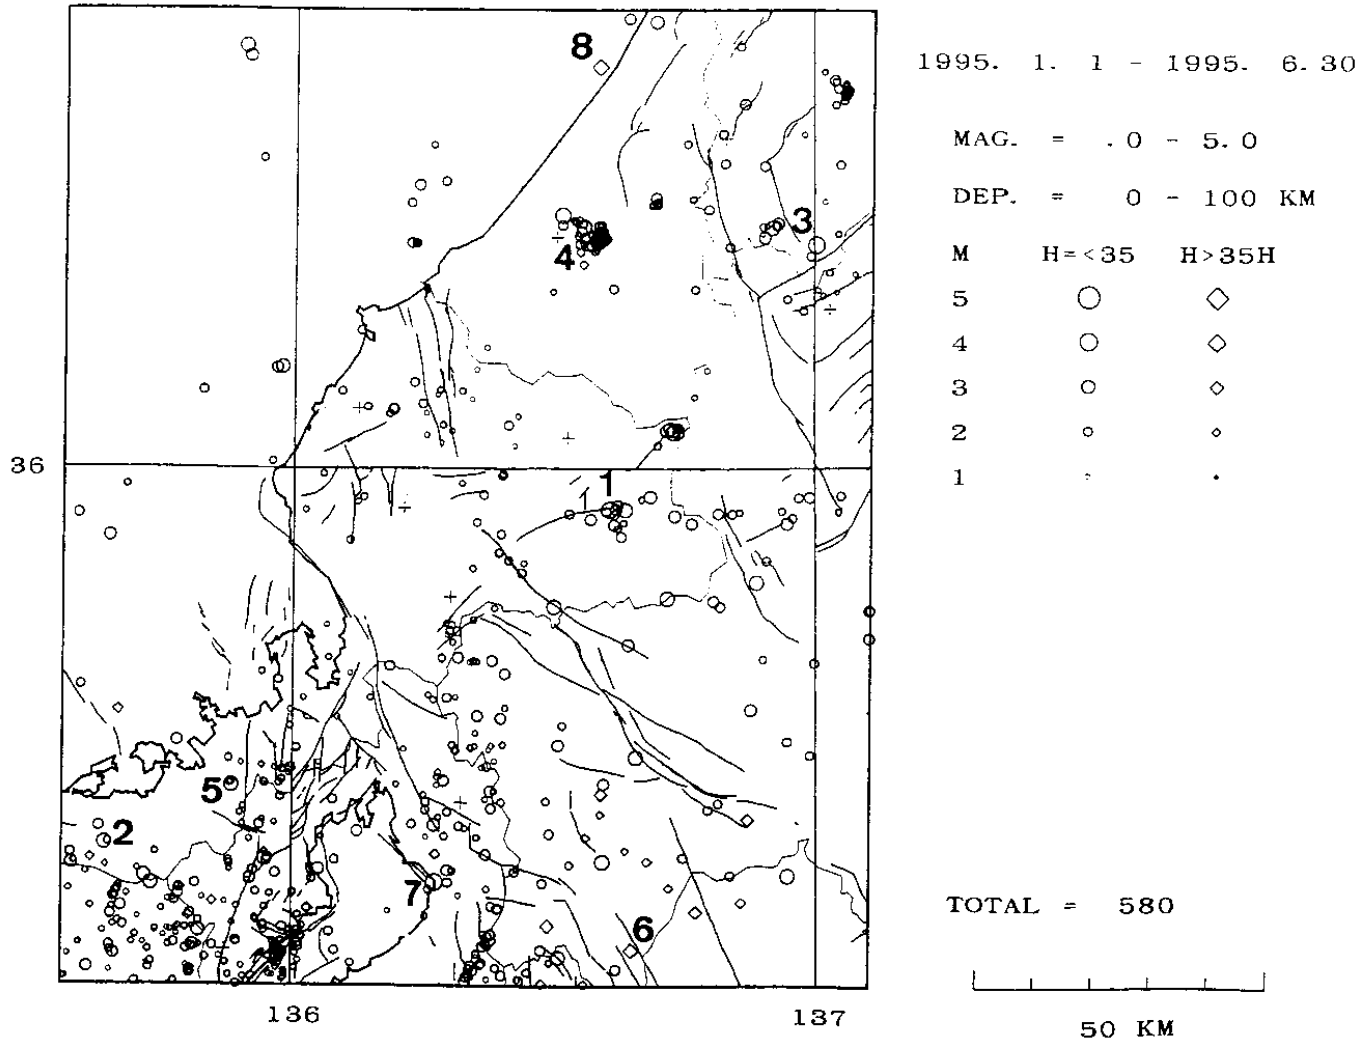 1995. 1. 1 - 1995. 6.30
MAG. = .0 - 5.0
DEP. = 0 - 100 KM
M H=<35 H>35H
5
4
3
2
1
TOTAL = 580
50 KM
8
3
4
36
1
5
2
7
6
136 137